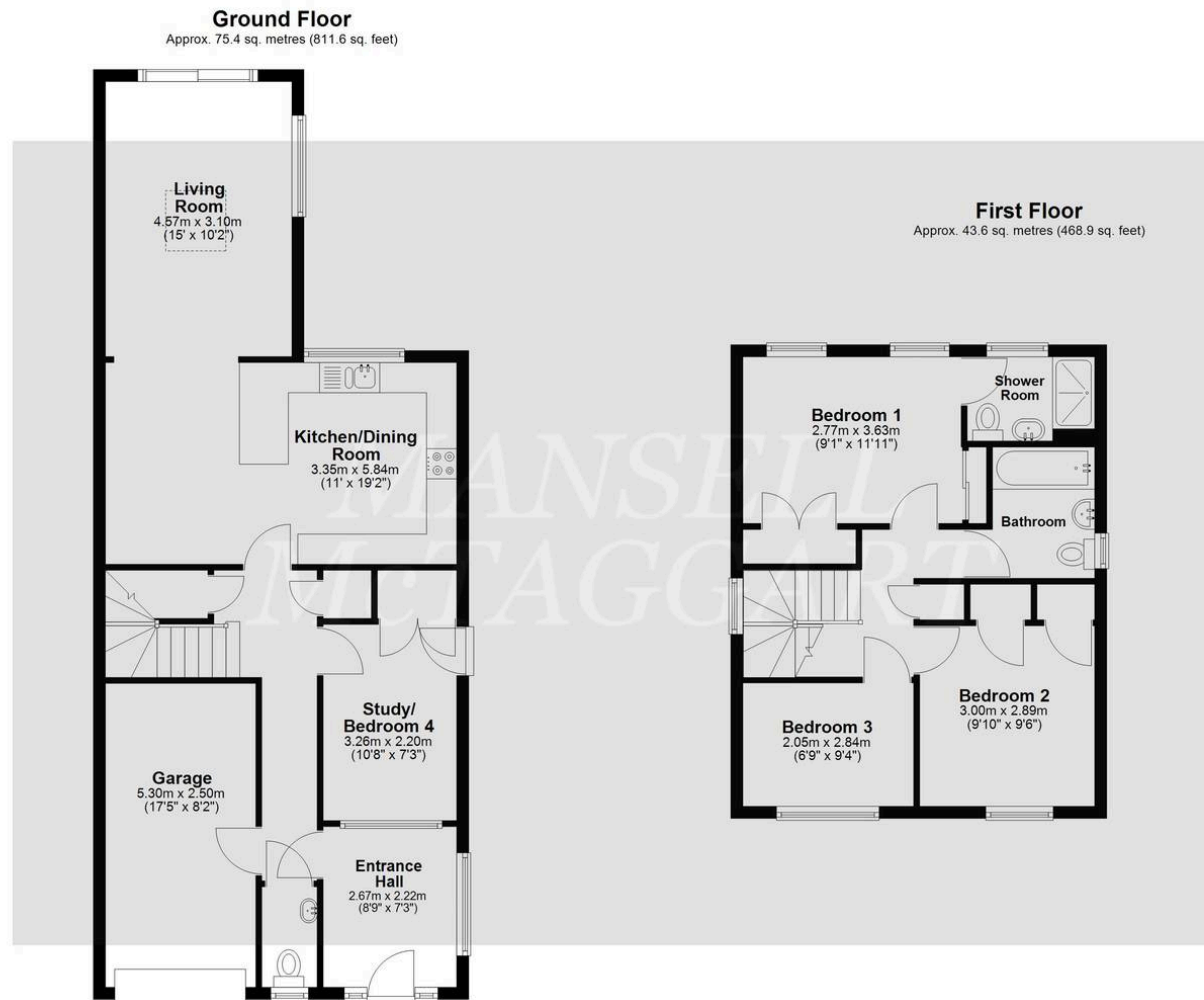 Ground Floor
Approx. 75.4 sq. metres (811.6 sq. feet)
Living
Room
4.57m x 3.10m
(15' x 10'2")
Kitchen/Dining
Room
3.35m x 5.84m
(11' x 19'2")
Study/
Bedroom 4
3.26m x 2.20m
(10'8" x 7'3")
Garage
5.30m x 2.50m
(17'5" x 8'2")
Entrance
Hall
2.67m x 2.22m
(8'9" x 7'3")
First Floor
Approx. 43.6 sq. metres (468.9 sq. feet)
Shower
Room
Bedroom 1
2.77m x 3.63m
(9'1" x 11'11")
Bathroom
Bedroom 2
3.00m x 2.89m
(9'10" x 9'6")
Bedroom 3
2.05m x 2.84m
(6'9" x 9'4")
MANSELL
McTAGGART